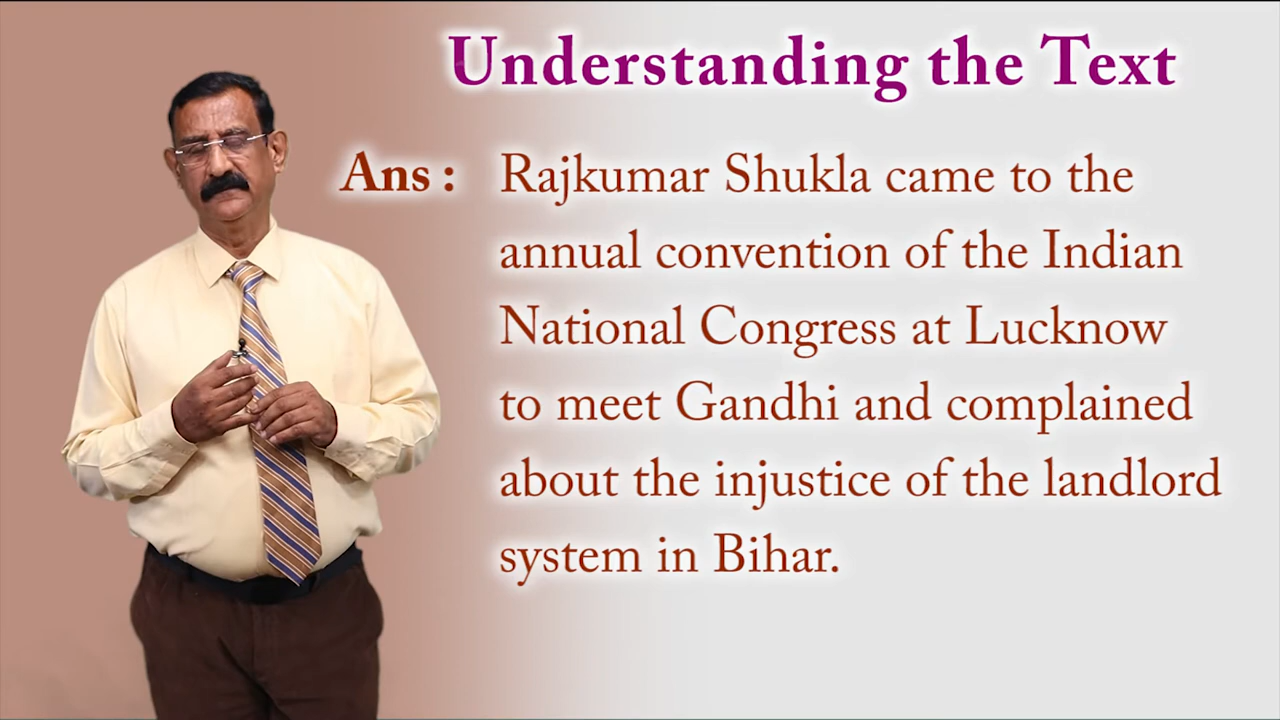 Understanding the Text
Ans : Rajkumar Shukla came to the
annual convention of the Indian
National Congress at Lucknow
to meet Gandhi and complained
about the injustice of the landlord
system in Bihar.